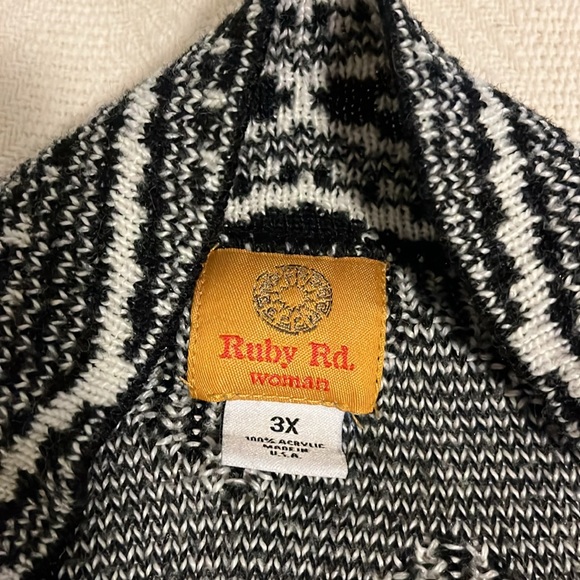 Ruby Rd.
woman
3X
100% ACRYLIC
MADE IN
U.S.A